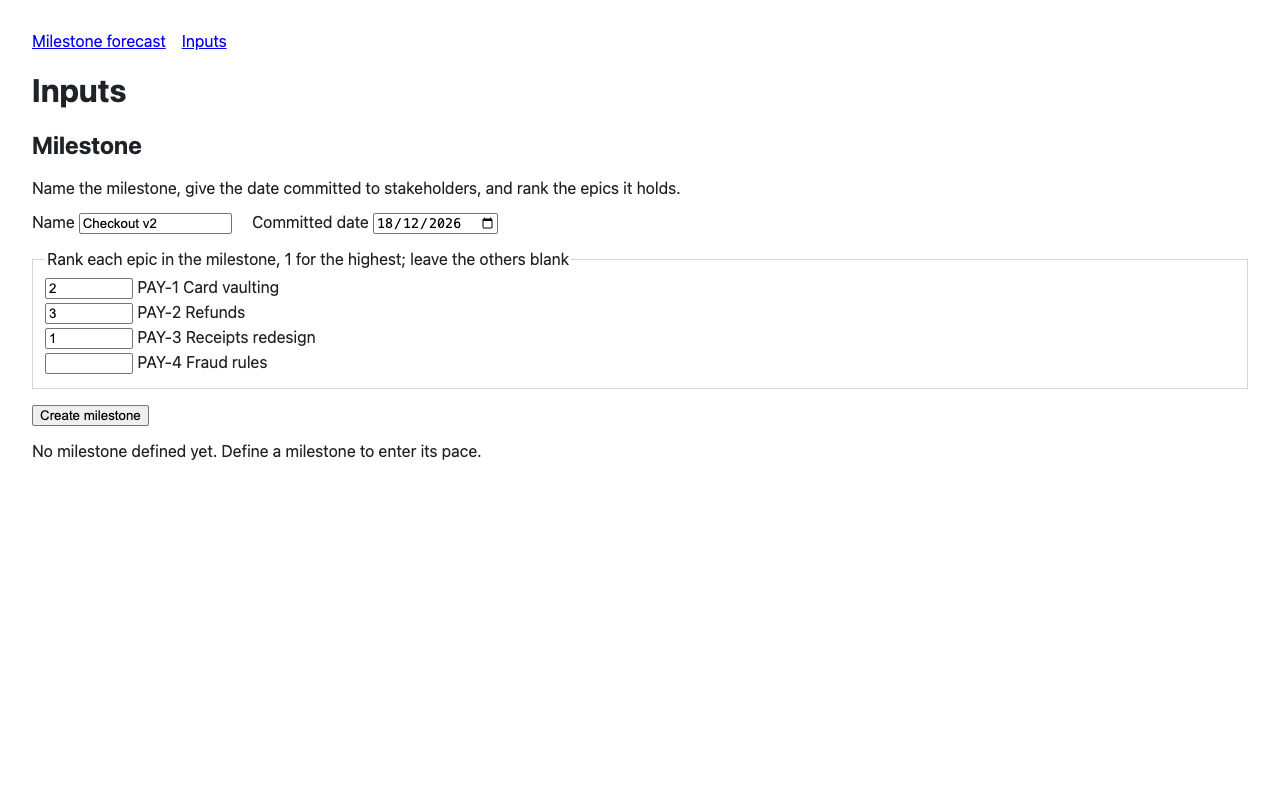 Milestone forecast Inputs
Inputs
Milestone
Name the milestone, give the date committed to stakeholders, and rank the epics it holds.
Name Checkout v2 Committed date 18/12/2026
Rank each epic in the milestone, 1 for the highest; leave the others blank
2 PAY-1 Card vaulting
3 PAY-2 Refunds
1 PAY-3 Receipts redesign
PAY-4 Fraud rules
Create milestone
No milestone defined yet. Define a milestone to enter its pace.